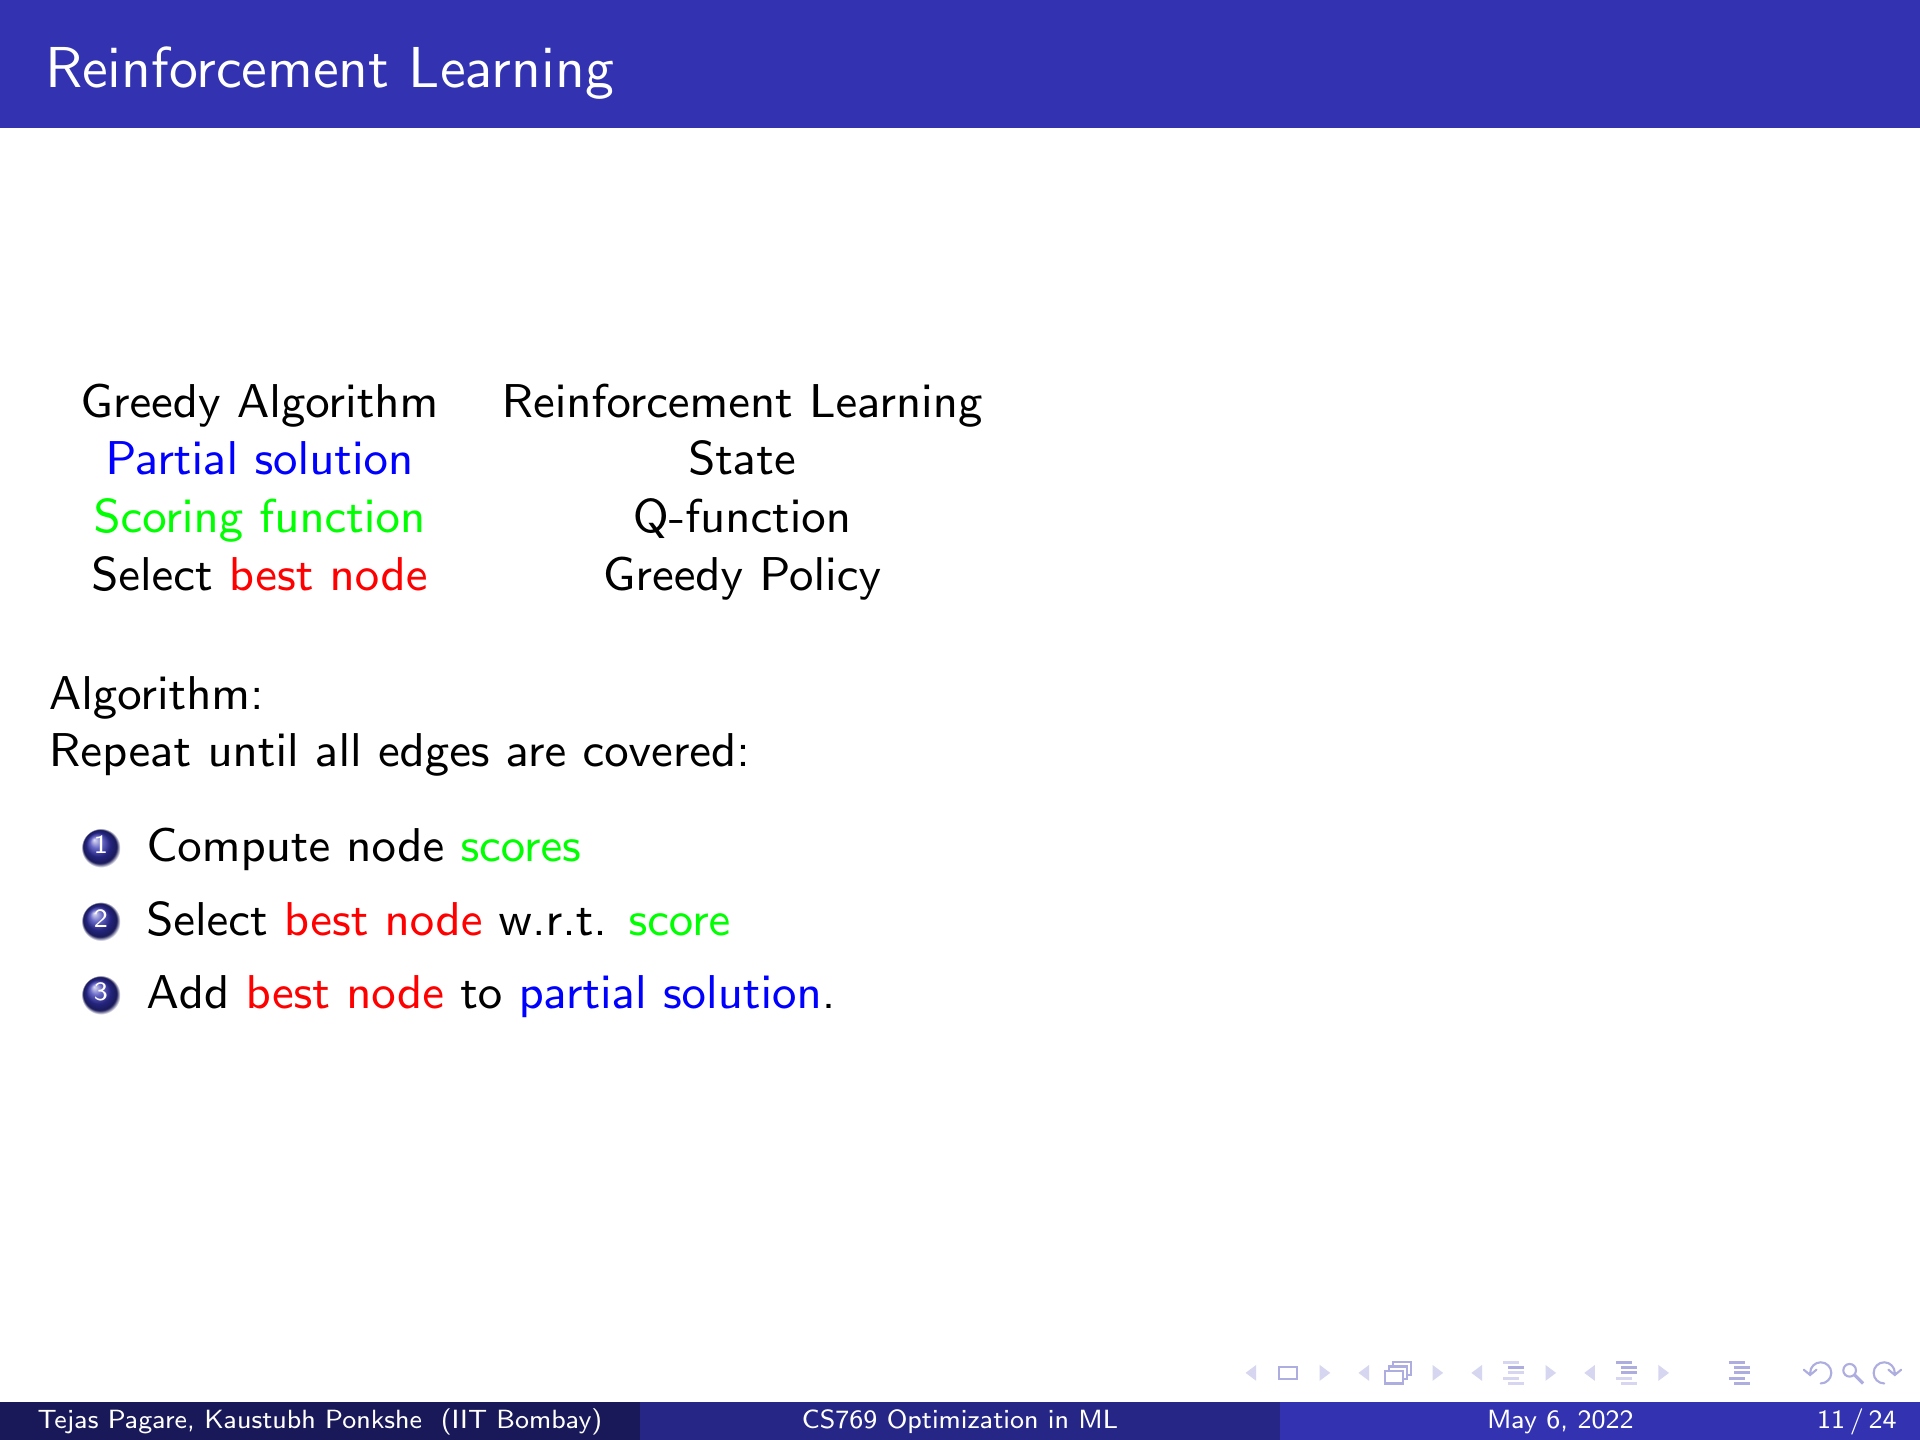 Reinforcement Learning
Greedy Algorithm Reinforcement Learning
Partial solution State
Scoring function Q-function
Select best node Greedy Policy
Algorithm:
Repeat until all edges are covered:
1 Compute node scores
2 Select best node w.r.t. score
3 Add best node to partial solution.
Tejas Pagare, Kaustubh Ponkshe (IIT Bombay) CS769 Optimization in ML May 6, 2022 11 / 24